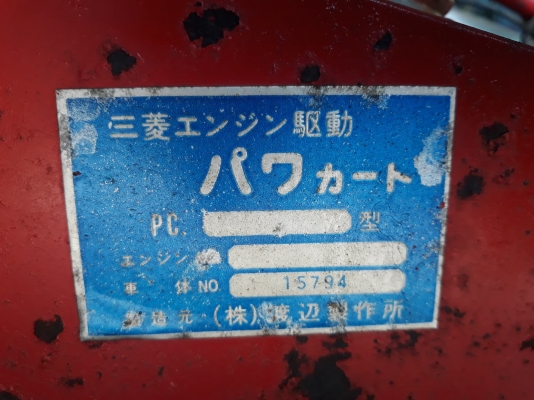 三菱エンジン駆動
パワカート
PC. 型
エンジン
車体NO 15794
製造元 (株)渡辺製作所